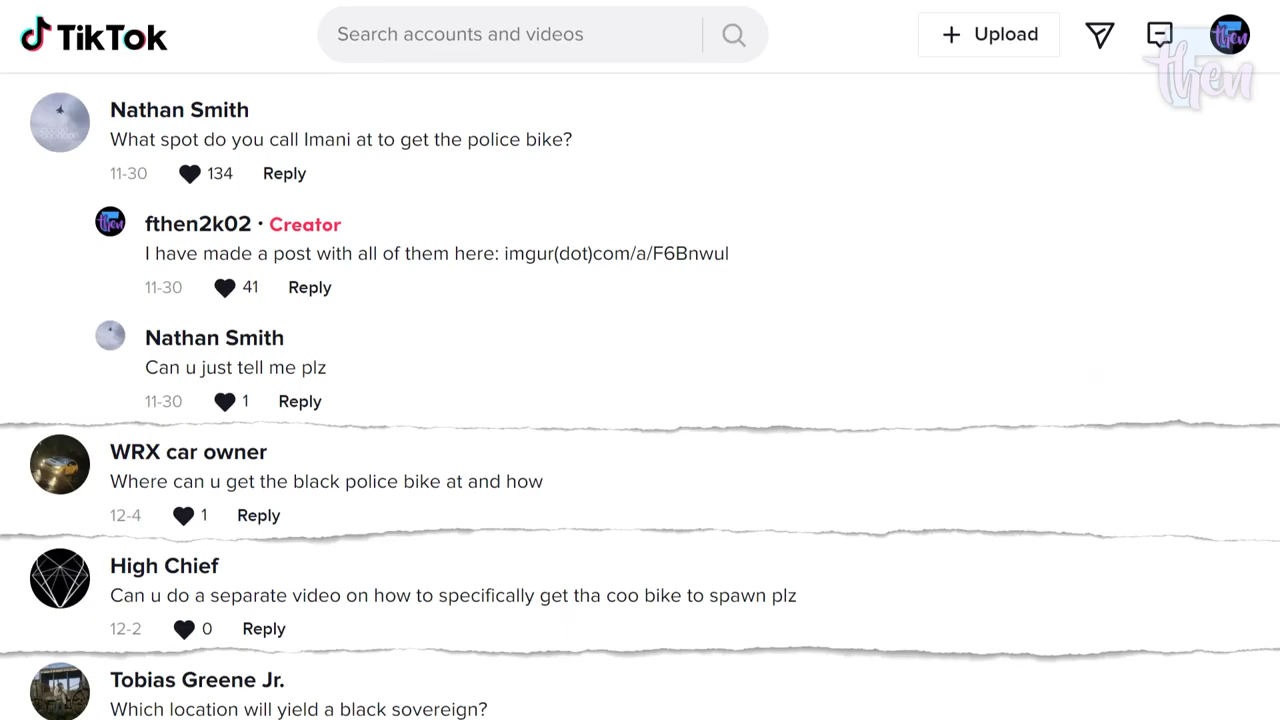 TikTok
Search accounts and videos
Upload
then
then
Nathan Smith
What spot do you call Imani at to get the police bike?
11-30 134 Reply
then
fthen2k02 · Creator
I have made a post with all of them here: imgur(dot)com/a/F6Bnwul
11-30 41 Reply
Nathan Smith
Can u just tell me plz
11-30 1 Reply
WRX car owner
Where can u get the black police bike at and how
12-4 1 Reply
High Chief
Can u do a separate video on how to specifically get tha coo bike to spawn plz
12-2 0 Reply
Tobias Greene Jr.
Which location will yield a black sovereign?